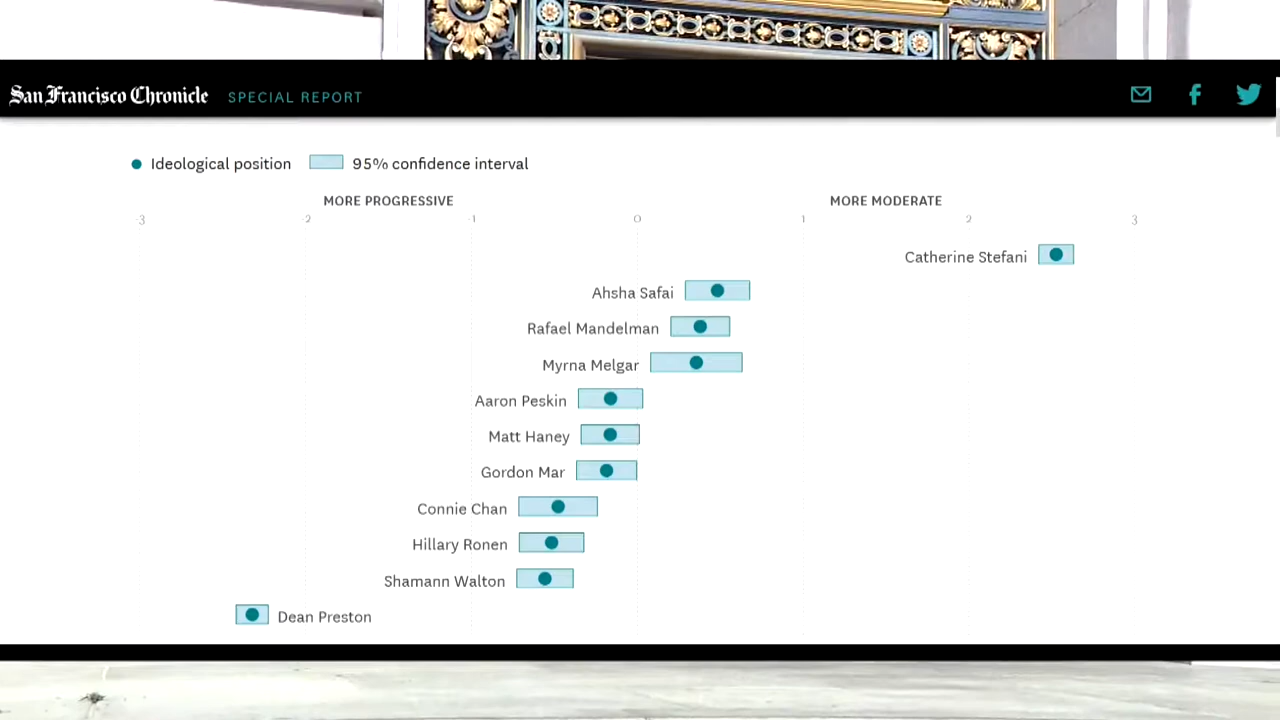 San Francisco Chronicle SPECIAL REPORT
Ideological position 95% confidence interval
MORE PROGRESSIVE MORE MODERATE
-3 -2 -1 0 1 2 3
Catherine Stefani
Ahsha Safai
Rafael Mandelman
Myrna Melgar
Aaron Peskin
Matt Haney
Gordon Mar
Connie Chan
Hillary Ronen
Shamann Walton
Dean Preston